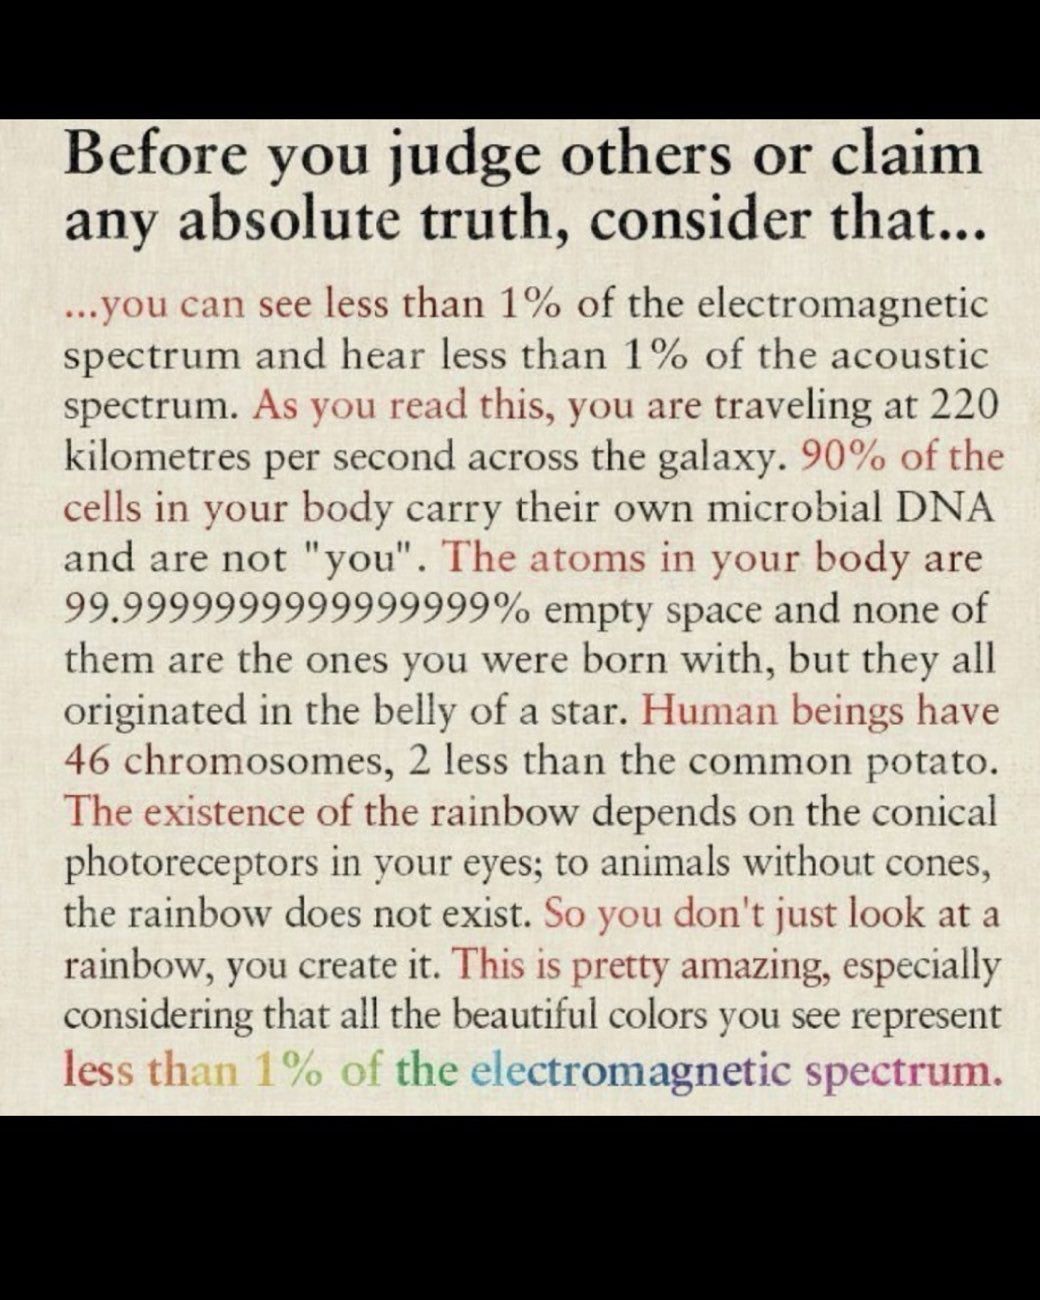 Before you judge others or claim
any absolute truth, consider that...
...you can see less than 1% of the electromagnetic
spectrum and hear less than 1% of the acoustic
spectrum. As you read this, you are traveling at 220
kilometres per second across the galaxy. 90% of the
cells in your body carry their own microbial DNA
and are not "you". The atoms in your body are
99.9999999999999999% empty space and none of
them are the ones you were born with, but they all
originated in the belly of a star. Human beings have
46 chromosomes, 2 less than the common potato.
The existence of the rainbow depends on the conical
photoreceptors in your eyes; to animals without cones,
the rainbow does not exist. So you don't just look at a
rainbow, you create it. This is pretty amazing, especially
considering that all the beautiful colors you see represent
less than 1% of the electromagnetic spectrum.